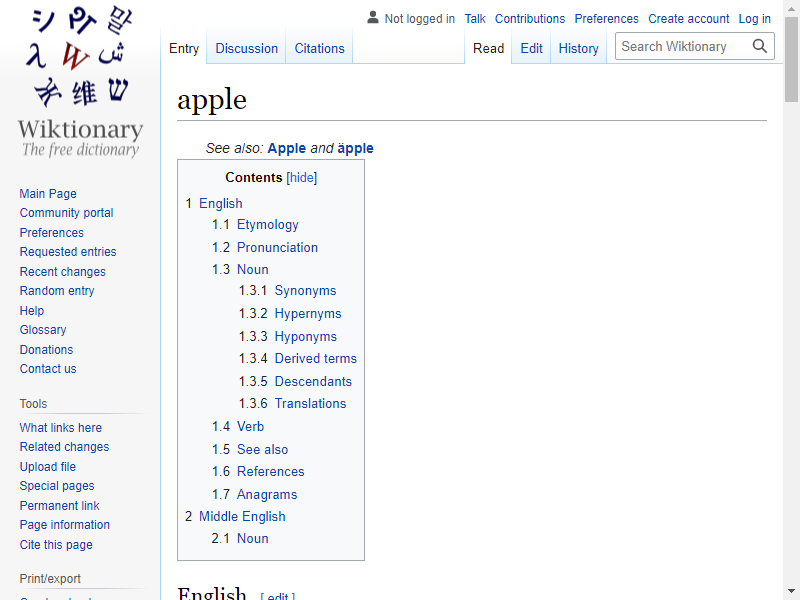 Not logged in Talk Contributions Preferences Create account Log in
Entry Discussion Citations Read Edit History Search Wiktionary
シ 말
λ W ش
维 ש
Wiktionary
The free dictionary
Main Page
Community portal
Preferences
Requested entries
Recent changes
Random entry
Help
Glossary
Donations
Contact us
Tools
What links here
Related changes
Upload file
Special pages
Permanent link
Page information
Cite this page
Print/export
apple
See also: Apple and äpple
Contents [hide]
1 English
1.1 Etymology
1.2 Pronunciation
1.3 Noun
1.3.1 Synonyms
1.3.2 Hypernyms
1.3.3 Hyponyms
1.3.4 Derived terms
1.3.5 Descendants
1.3.6 Translations
1.4 Verb
1.5 See also
1.6 References
1.7 Anagrams
2 Middle English
2.1 Noun
English [ edit ]